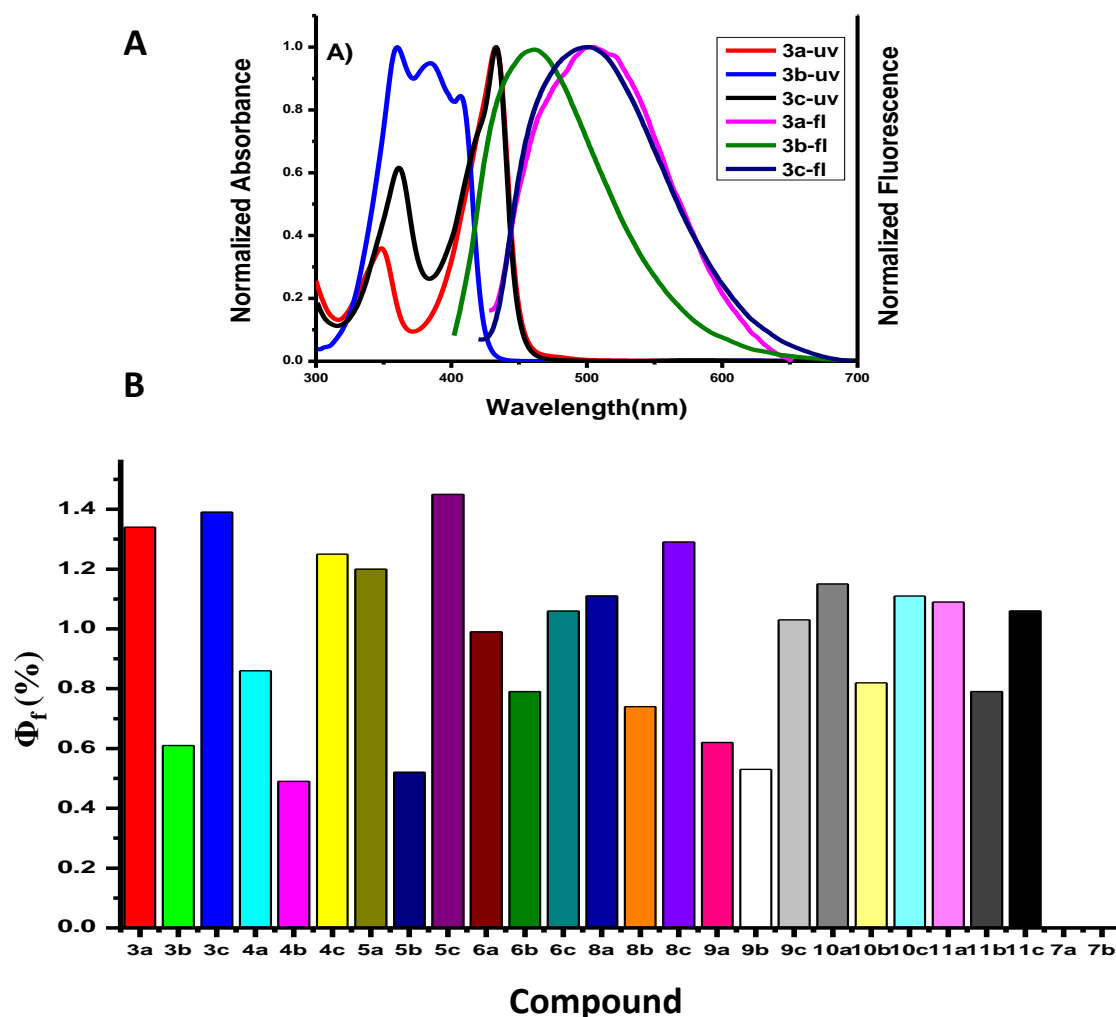 A
A)
1.0
0.8
0.6
0.4
0.2
0.0
Normalized Absorbance
3a-uv
3b-uv
3c-uv
3a-fl
3b-fl
3c-fl
Normalized Fluorescence
300 400 500 600 700
Wavelength(nm)
B
1.4
1.2
1.0
0.8
0.6
0.4
0.2
0.0
Φf (%)
3a 3b 3c 4a 4b 4c 5a 5b 5c 6a 6b 6c 8a 8b 8c 9a 9b 9c 10a 10b 10c 11a 11b 11c 7a 7b
Compound